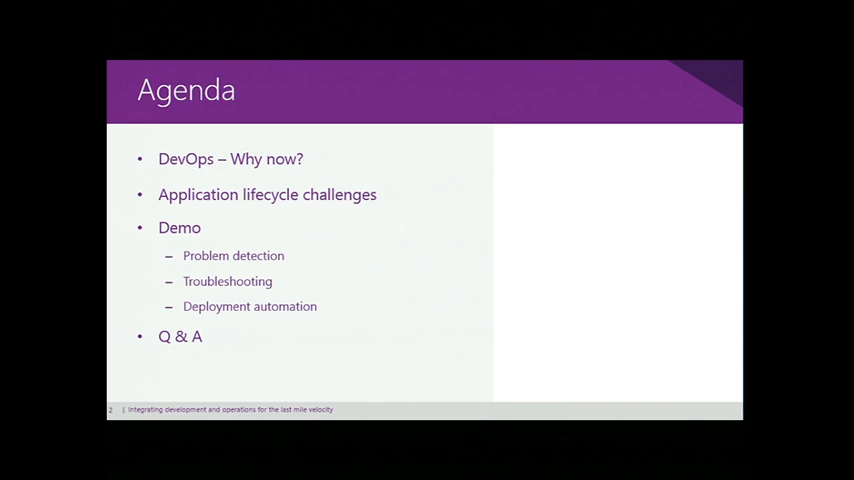 Agenda
• DevOps – Why now?
• Application lifecycle challenges
• Demo
– Problem detection
– Troubleshooting
– Deployment automation
• Q & A
2 | Integrating development and operations for the last mile velocity